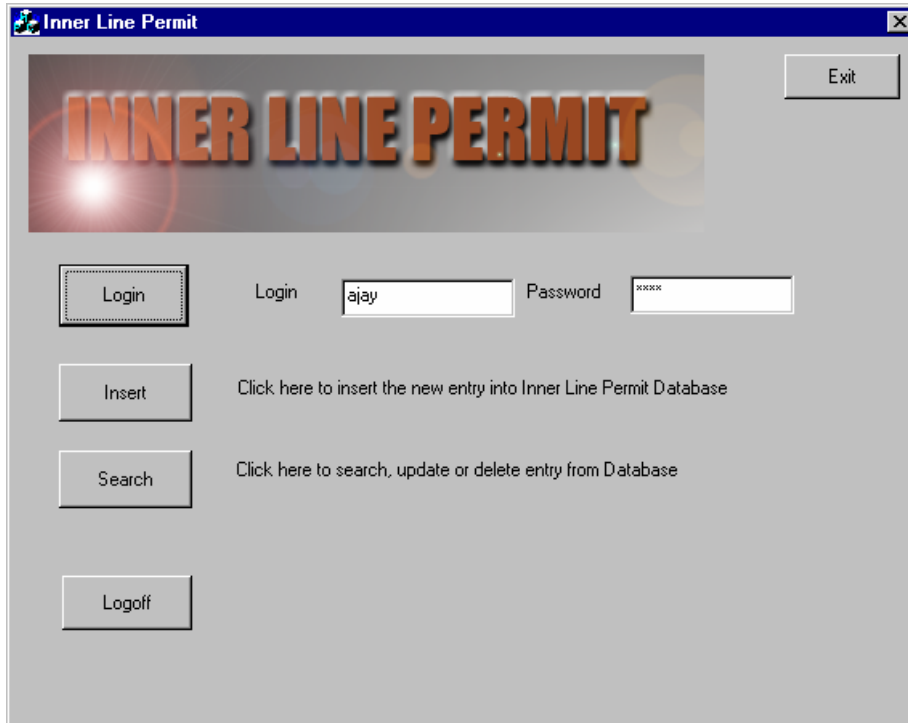 Inner Line Permit
INNER LINE PERMIT
Exit
Login
Login
ajay
Password
****
Insert
Click here to insert the new entry into Inner Line Permit Database
Search
Click here to search, update or delete entry from Database
Logoff